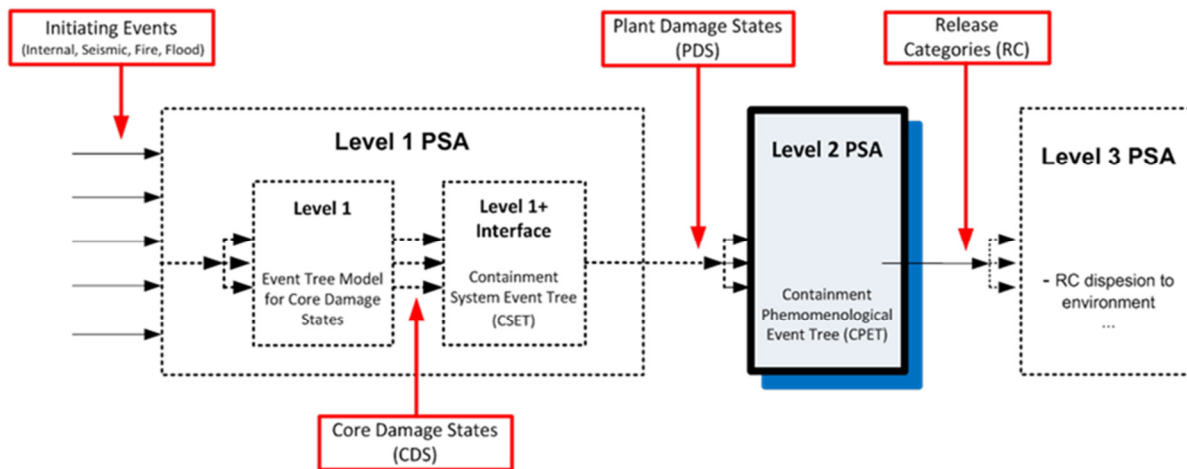 Initiating Events
(Internal, Seismic, Fire, Flood)
Plant Damage States
(PDS)
Release
Categories (RC)
Level 1 PSA
Level 1
Event Tree Model
for Core Damage
States
Level 1+
Interface
Containment
System Event Tree
(CSET)
Level 2 PSA
Containment
Phemomenological
Event Tree (CPET)
Level 3 PSA
- RC dispesion to
environment
...
Core Damage States
(CDS)